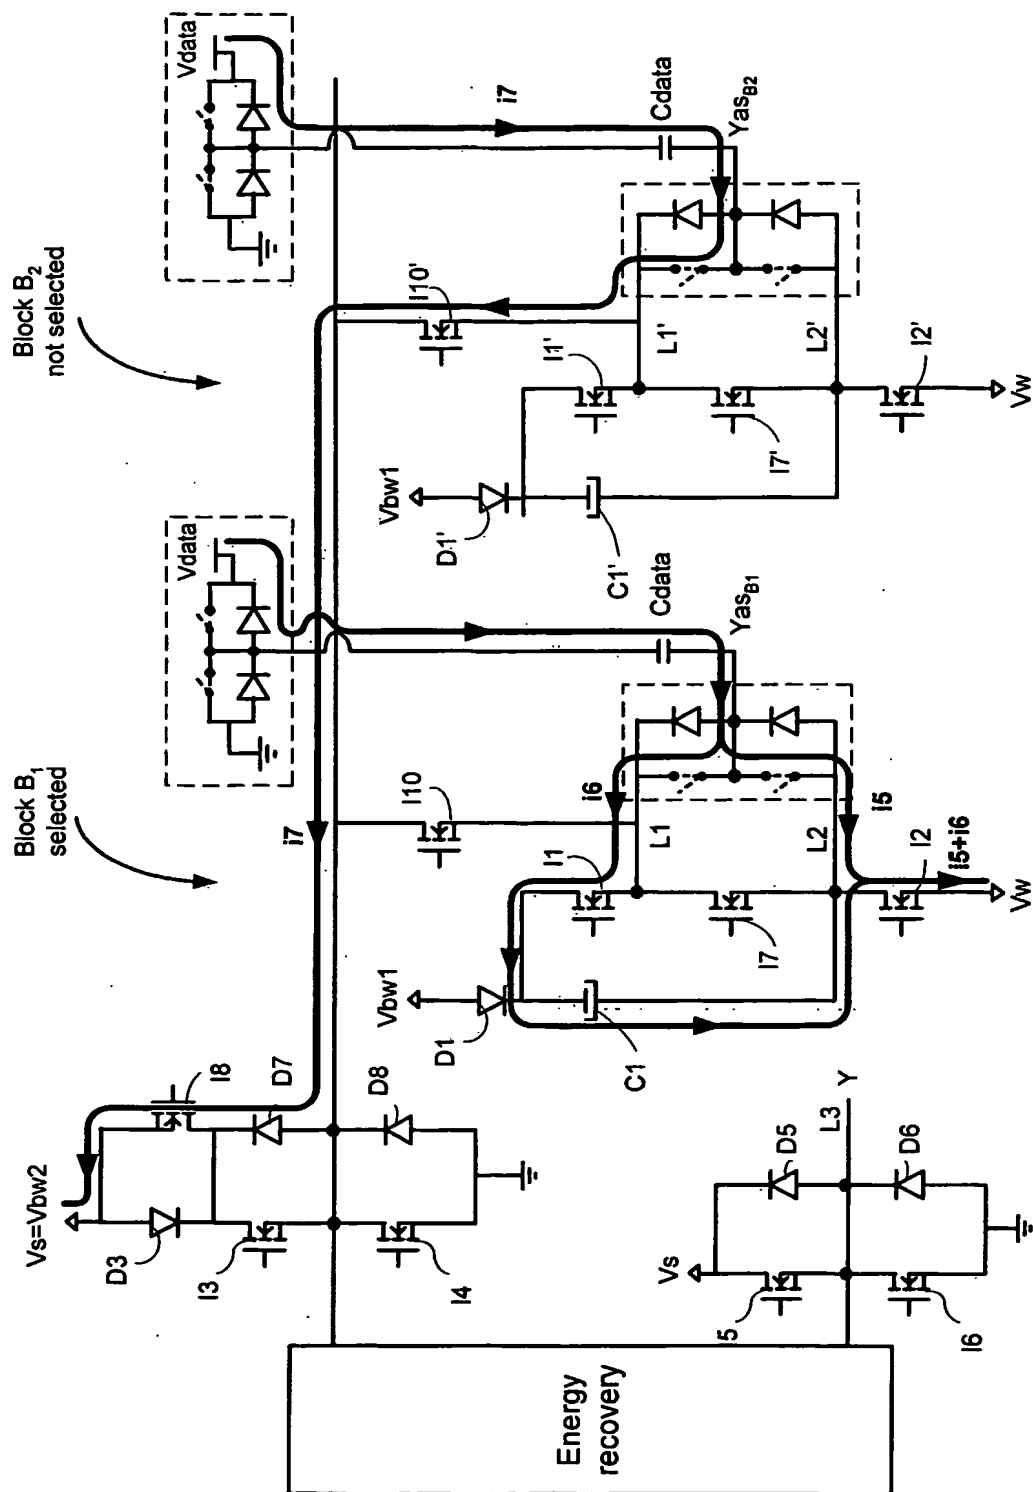 Block B1
selected
Block B2
not selected
Vdata
Vdata
Vs=Vbw2
D3
I8
D7
I3
I4
D8
i7
i7
I10
I10'
Vbw1
D1
C1
I1
i6
L1
I7
L2
i5
I2
i5+i6
Vw
Cdata
YasB1
Vbw1
D1'
C1'
I1'
L1'
I7'
L2'
I2'
Vw
Cdata
YasB2
Energy
recovery
Vs
D5
L3
Y
5
I6
D6